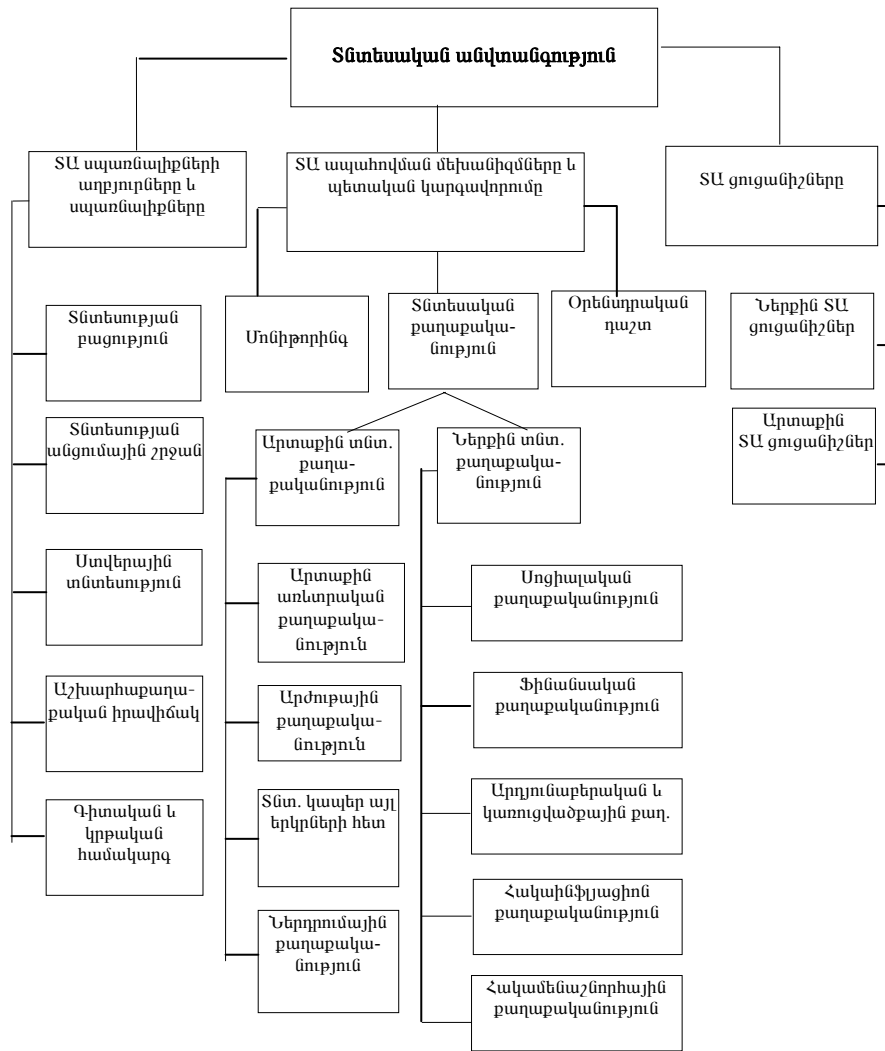 Տնտեսական անվտանգություն
ՏԱ սպառնալիքների
աղբյուրները և
սպառնալիքները
ՏԱ ապահովման մեխանիզմները և
պետական կարգավորումը
ՏԱ ցուցանիշները
Տնտեսության
բացություն
Տնտեսության
անցումային շրջան
Ստվերային
տնտեսություն
Աշխարհաքաղա-
քական իրավիճակ
Գիտական և
կրթական
համակարգ
Մոնիթորինգ
Տնտեսական
քաղաքակա-
նություն
Օրենսդրական
դաշտ
Արտաքին տնտ.
քաղա-
քականություն
Ներքին տնտ.
քաղաքակա-
նություն
Արտաքին
առևտրական
քաղաքակա-
նություն
Արժութային
քաղաքակա-
նություն
Տնտ. կապեր այլ
երկրների հետ
Ներդրումային
քաղաքակա-
նություն
Սոցիալական
քաղաքականություն
Ֆինանսական
քաղաքականություն
Արդյունաբերական և
կառուցվածքային քաղ.
Հակաինֆլյացիոն
քաղաքականություն
Հակամենաշնորհային
քաղաքականություն
Ներքին ՏԱ
ցուցանիշներ
Արտաքին
ՏԱ ցուցանիշներ